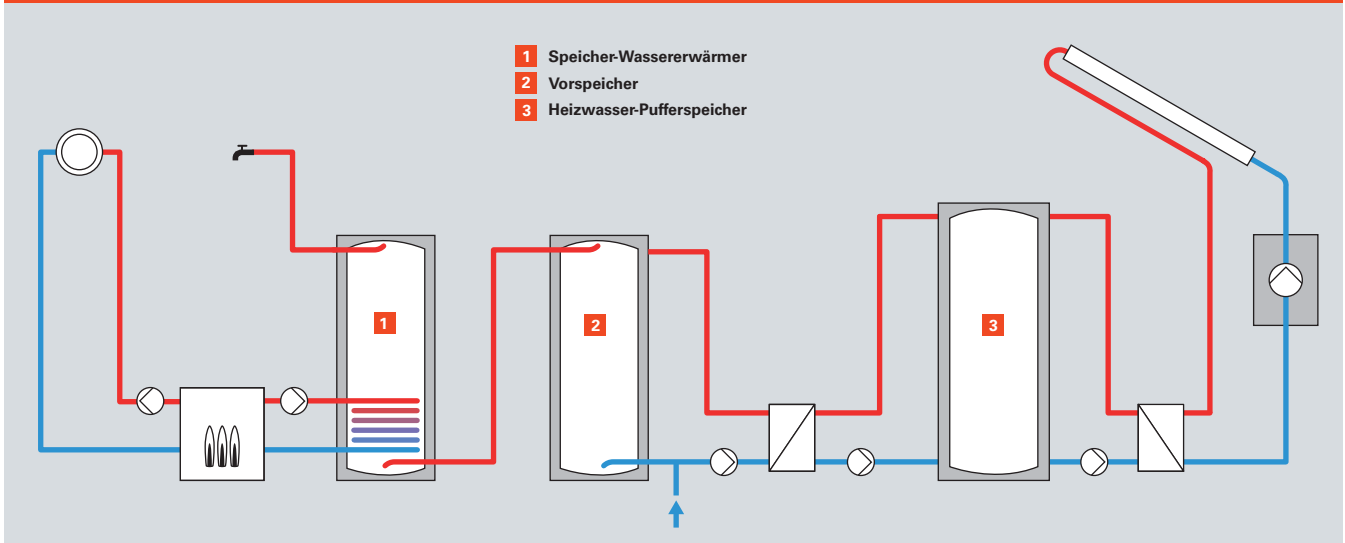 1 Speicher-Wassererwärmer
2 Vorspeicher
3 Heizwasser-Pufferspeicher
1
2
3